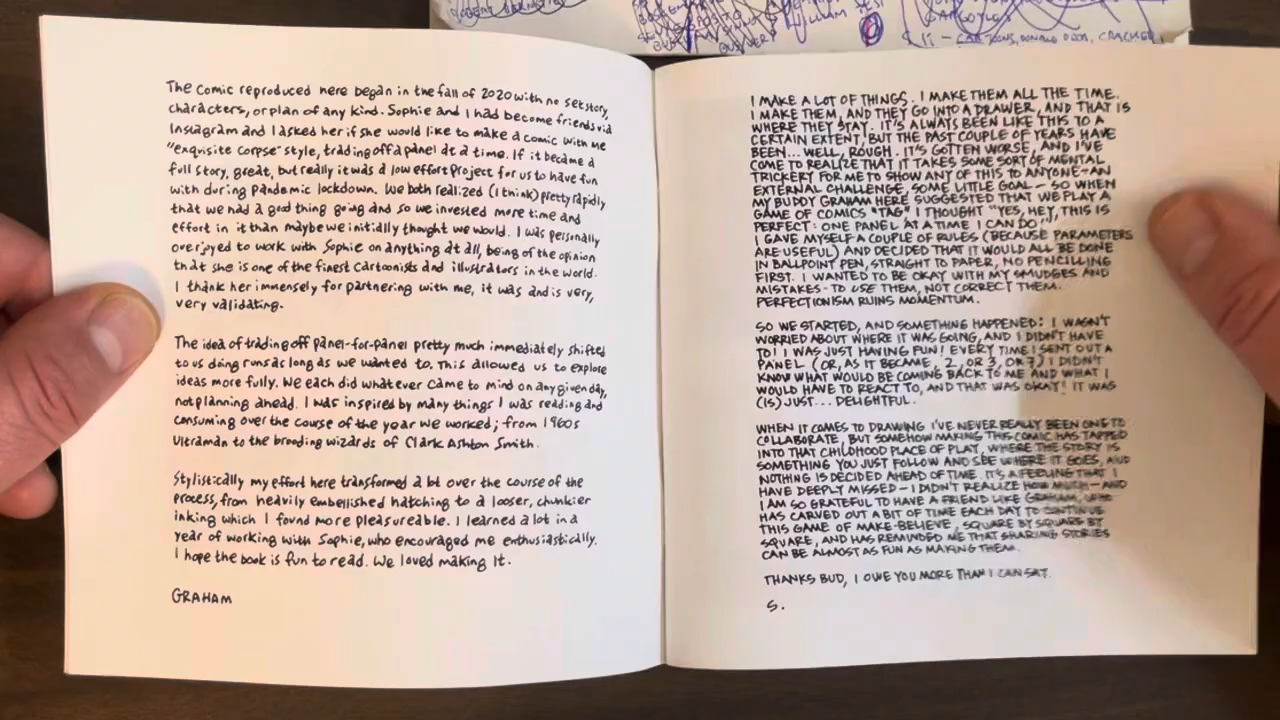 The comic reproduced here began in the fall of 2020 with no set story,
characters, or plan of any kind. Sophie and I had become friends via
Instagram and I asked her if she would like to make a comic with me
"exquisite corpse" style, trading off a panel at a time. If it became a
full story, great, but really it was a low effort project for us to have fun
with during pandemic lockdown. We both realized (I think) pretty rapidly
that we had a good thing going and so we invested more time and
effort in it than maybe we initially thought we would. I was personally
overjoyed to work with Sophie on anything at all, being of the opinion
that she is one of the finest cartoonists and illustrators in the world.
I thank her immensely for partnering with me, it was and is very,
very validating.
The idea of trading off panel-for-panel pretty much immediately shifted
to us doing runs as long as we wanted to. This allowed us to explore
ideas more fully. We each did whatever came to mind on any given day,
not planning ahead. I was inspired by many things I was reading and
consuming over the course of the year we worked; from 1960s
Ultraman to the brooding wizards of Clark Ashton Smith.
Stylistically my effort here transformed a lot over the course of the
process, from heavily embellished hatching to a looser, chunkier
inking which I found more pleasureable. I learned a lot in a
year of working with Sophie, who encouraged me enthusiastically.
I hope the book is fun to read. We loved making it.
GRAHAM
I MAKE A LOT OF THINGS. I MAKE THEM ALL THE TIME.
I MAKE THEM, AND THEY GO INTO A DRAWER, AND THAT IS
WHERE THEY STAY. IT'S ALWAYS BEEN LIKE THIS TO A
CERTAIN EXTENT, BUT THE PAST COUPLE OF YEARS HAVE
BEEN... WELL, ROUGH. IT'S GOTTEN WORSE, AND I'VE
COME TO REALIZE THAT IT TAKES SOME SORT OF MENTAL
TRICKERY FOR ME TO SHOW ANY OF THIS TO ANYONE - AN
EXTERNAL CHALLENGE, SOME LITTLE GOAL - SO WHEN
MY BUDDY GRAHAM HERE SUGGESTED THAT WE PLAY A
GAME OF COMICS "TAG" I THOUGHT "YES, HEY, THIS IS
PERFECT: ONE PANEL AT A TIME I CAN DO".
I GAVE MYSELF A COUPLE OF RULES (BECAUSE PARAMETERS
ARE USEFUL) AND DECIDED THAT IT WOULD ALL BE DONE
IN BALLPOINT PEN, STRAIGHT TO PAPER, NO PENCILLING
FIRST. I WANTED TO BE OKAY WITH MY SMUDGES AND
MISTAKES - TO USE THEM, NOT CORRECT THEM.
PERFECTIONISM RUINS MOMENTUM.
SO WE STARTED, AND SOMETHING HAPPENED: I WASN'T
WORRIED ABOUT WHERE IT WAS GOING, AND I DIDN'T HAVE
TO! I WAS JUST HAVING FUN! EVERY TIME I SENT OUT A
PANEL (OR, AS IT BECAME, 2, OR 3, OR 7) I DIDN'T
KNOW WHAT WOULD BE COMING BACK TO ME AND WHAT I
WOULD HAVE TO REACT TO, AND THAT WAS OKAY! IT WAS
(IS) JUST... DELIGHTFUL.
WHEN IT COMES TO DRAWING I'VE NEVER REALLY BEEN ONE TO
COLLABORATE, BUT SOMEHOW MAKING THIS COMIC HAS TAPPED
INTO THAT CHILDHOOD PLACE OF PLAY, WHERE THE STORY IS
SOMETHING YOU JUST FOLLOW AND SEE WHERE IT GOES, AND
NOTHING IS DECIDED AHEAD OF TIME. IT'S A FEELING THAT I
HAVE DEEPLY MISSED - I DIDN'T REALIZE HOW MUCH - AND
I AM SO GRATEFUL TO HAVE A FRIEND LIKE GRAHAM, WHO
HAS CARVED OUT A BIT OF TIME EACH DAY TO CONTINUE
THIS GAME OF MAKE-BELIEVE, SQUARE BY SQUARE BY
SQUARE, AND HAS REMINDED ME THAT SHARING STORIES
CAN BE ALMOST AS FUN AS MAKING THEM.
THANKS BUD, I OWE YOU MORE THAN I CAN SAY.
S.